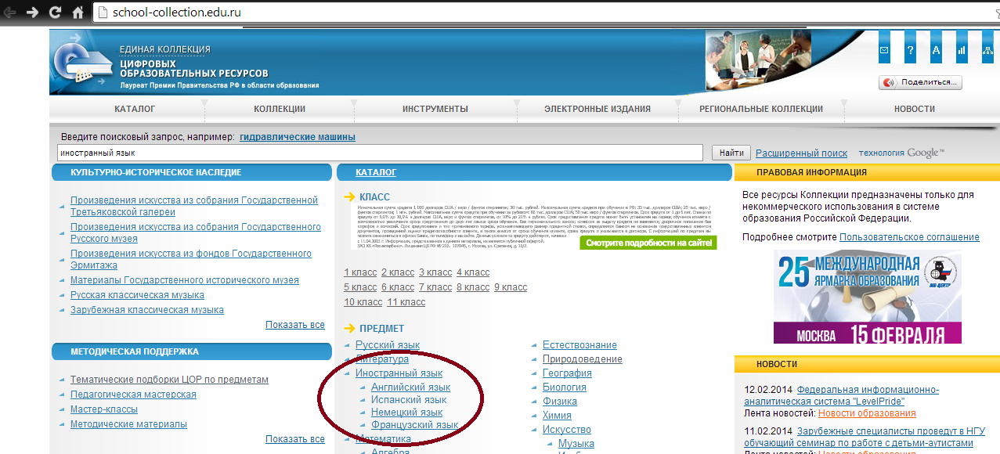 school-collection.edu.ru
ЕДИНАЯ КОЛЛЕКЦИЯ
ЦИФРОВЫХ
ОБРАЗОВАТЕЛЬНЫХ РЕСУРСОВ
Лауреат Премии Правительства РФ в области образования
Поделиться...
КАТАЛОГ КОЛЛЕКЦИИ ИНСТРУМЕНТЫ ЭЛЕКТРОННЫЕ ИЗДАНИЯ РЕГИОНАЛЬНЫЕ КОЛЛЕКЦИИ НОВОСТИ
Введите поисковый запрос, например: гидравлические машины
иностранный язык
Найти Расширенный поиск технология Google™
КУЛЬТУРНО-ИСТОРИЧЕСКОЕ НАСЛЕДИЕ
Произведения искусства из собрания Государственной
Третьяковской галереи
Произведения искусства из собрания Государственного
Русского музея
Произведения искусства из фондов Государственного
Эрмитажа
Материалы Государственного исторического музея
Русская классическая музыка
Зарубежная классическая музыка
Показать все
МЕТОДИЧЕСКАЯ ПОДДЕРЖКА
Тематические подборки ЦОР по предметам
Педагогическая мастерская
Мастер-классы
Методические материалы
Показать все
КАТАЛОГ
КЛАСС
Смотрите подробности на сайте!
1 класс 2 класс 3 класс 4 класс
5 класс 6 класс 7 класс 8 класс 9 класс
10 класс 11 класс
ПРЕДМЕТ
Русский язык
Литература
Иностранный язык
Английский язык
Испанский язык
Немецкий язык
Французский язык
Математика
Алгебра
Естествознание
Природоведение
География
Биология
Физика
Химия
Искусство
Музыка
ПРАВОВАЯ ИНФОРМАЦИЯ
Все ресурсы Коллекции предназначены только для
некоммерческого использования в системе
образования Российской Федерации.
Подробнее смотрите Пользовательское соглашение
25 МЕЖДУНАРОДНАЯ
ЯРМАРКА ОБРАЗОВАНИЯ
МБ-ЦЕНТР
МОСКВА 15 ФЕВРАЛЯ
НОВОСТИ
12.02.2014 Федеральная информационно-
аналитическая система "LevelPride"
Лента новостей: Новости образования
11.02.2014 Зарубежные специалисты проведут в НГУ
обучающий семинар по работе с детьми-аутистами
Лента новостей: Новости образования